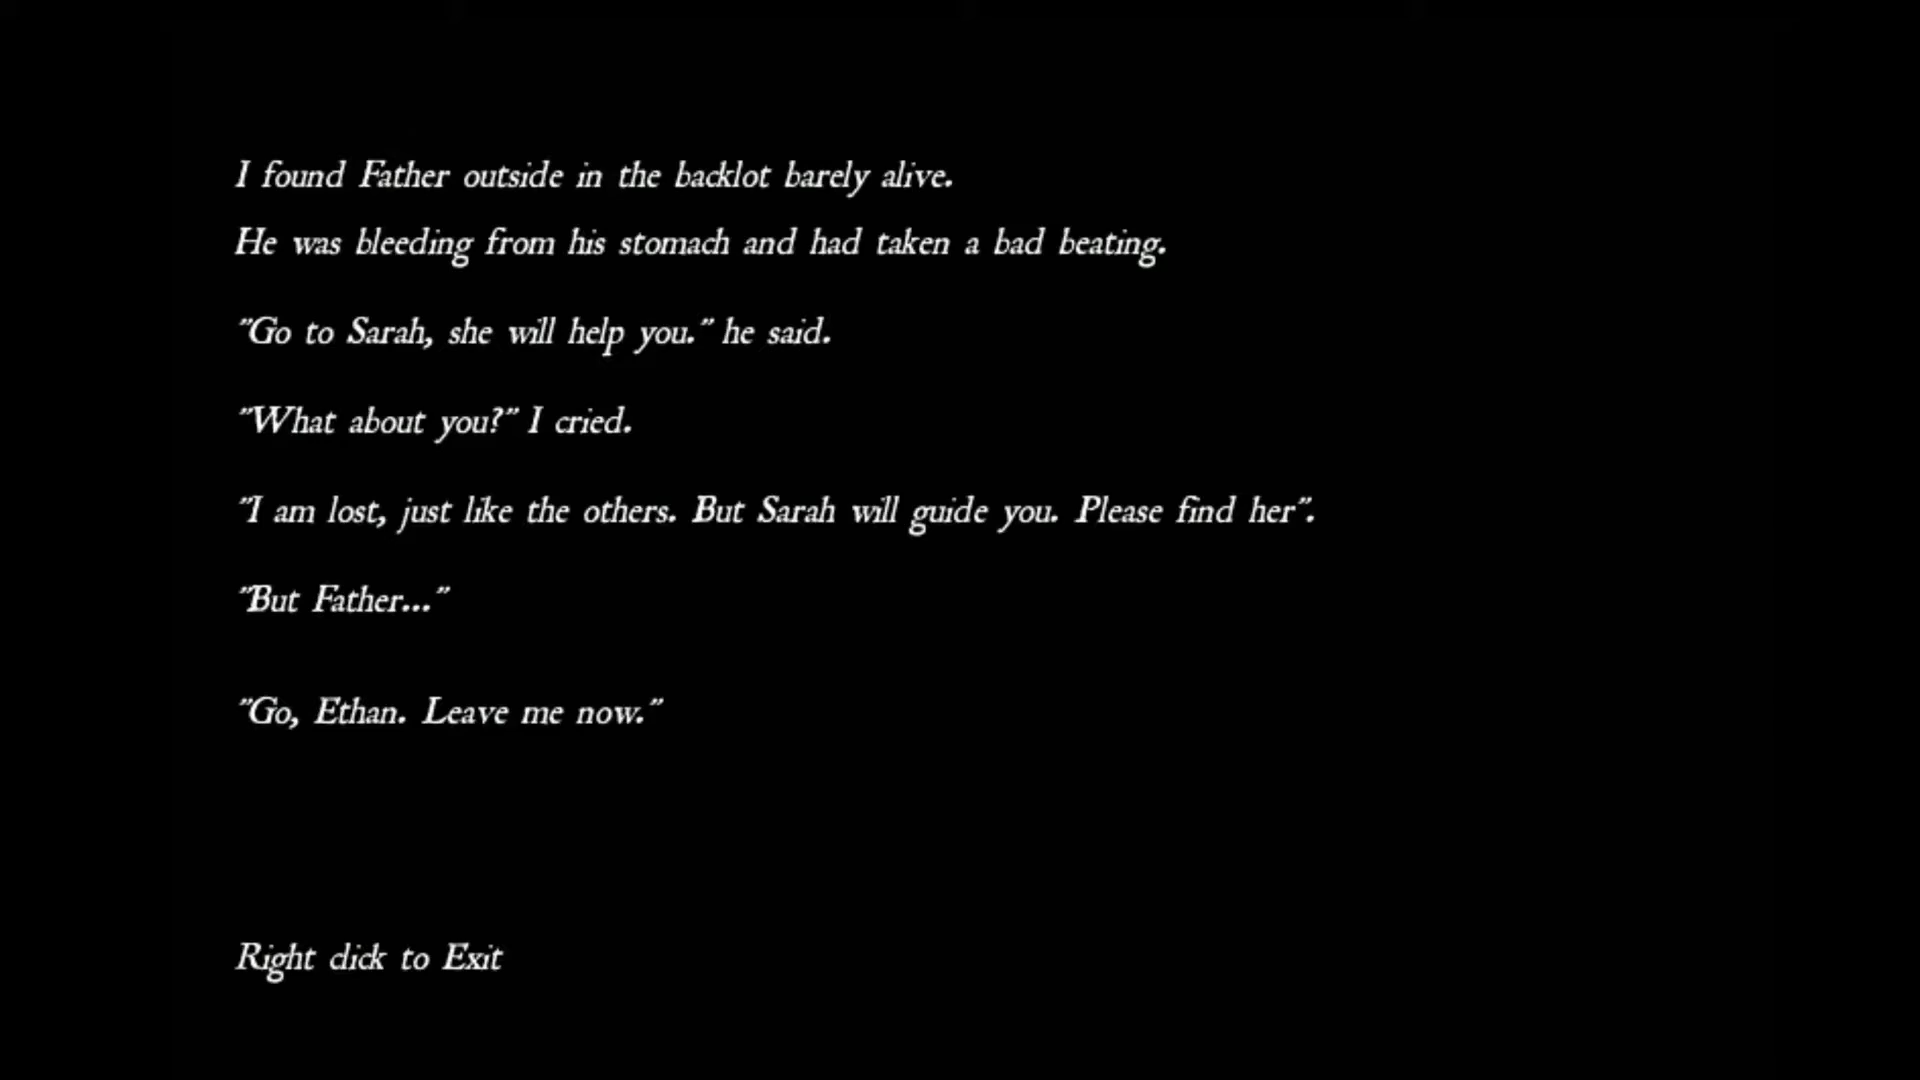 I found Father outside in the backlot barely alive.
He was bleeding from his stomach and had taken a bad beating.
"Go to Sarah, she will help you." he said.
"What about you?" I cried.
"I am lost, just like the others. But Sarah will guide you. Please find her".
"But Father..."
"Go, Ethan. Leave me now."
Right click to Exit